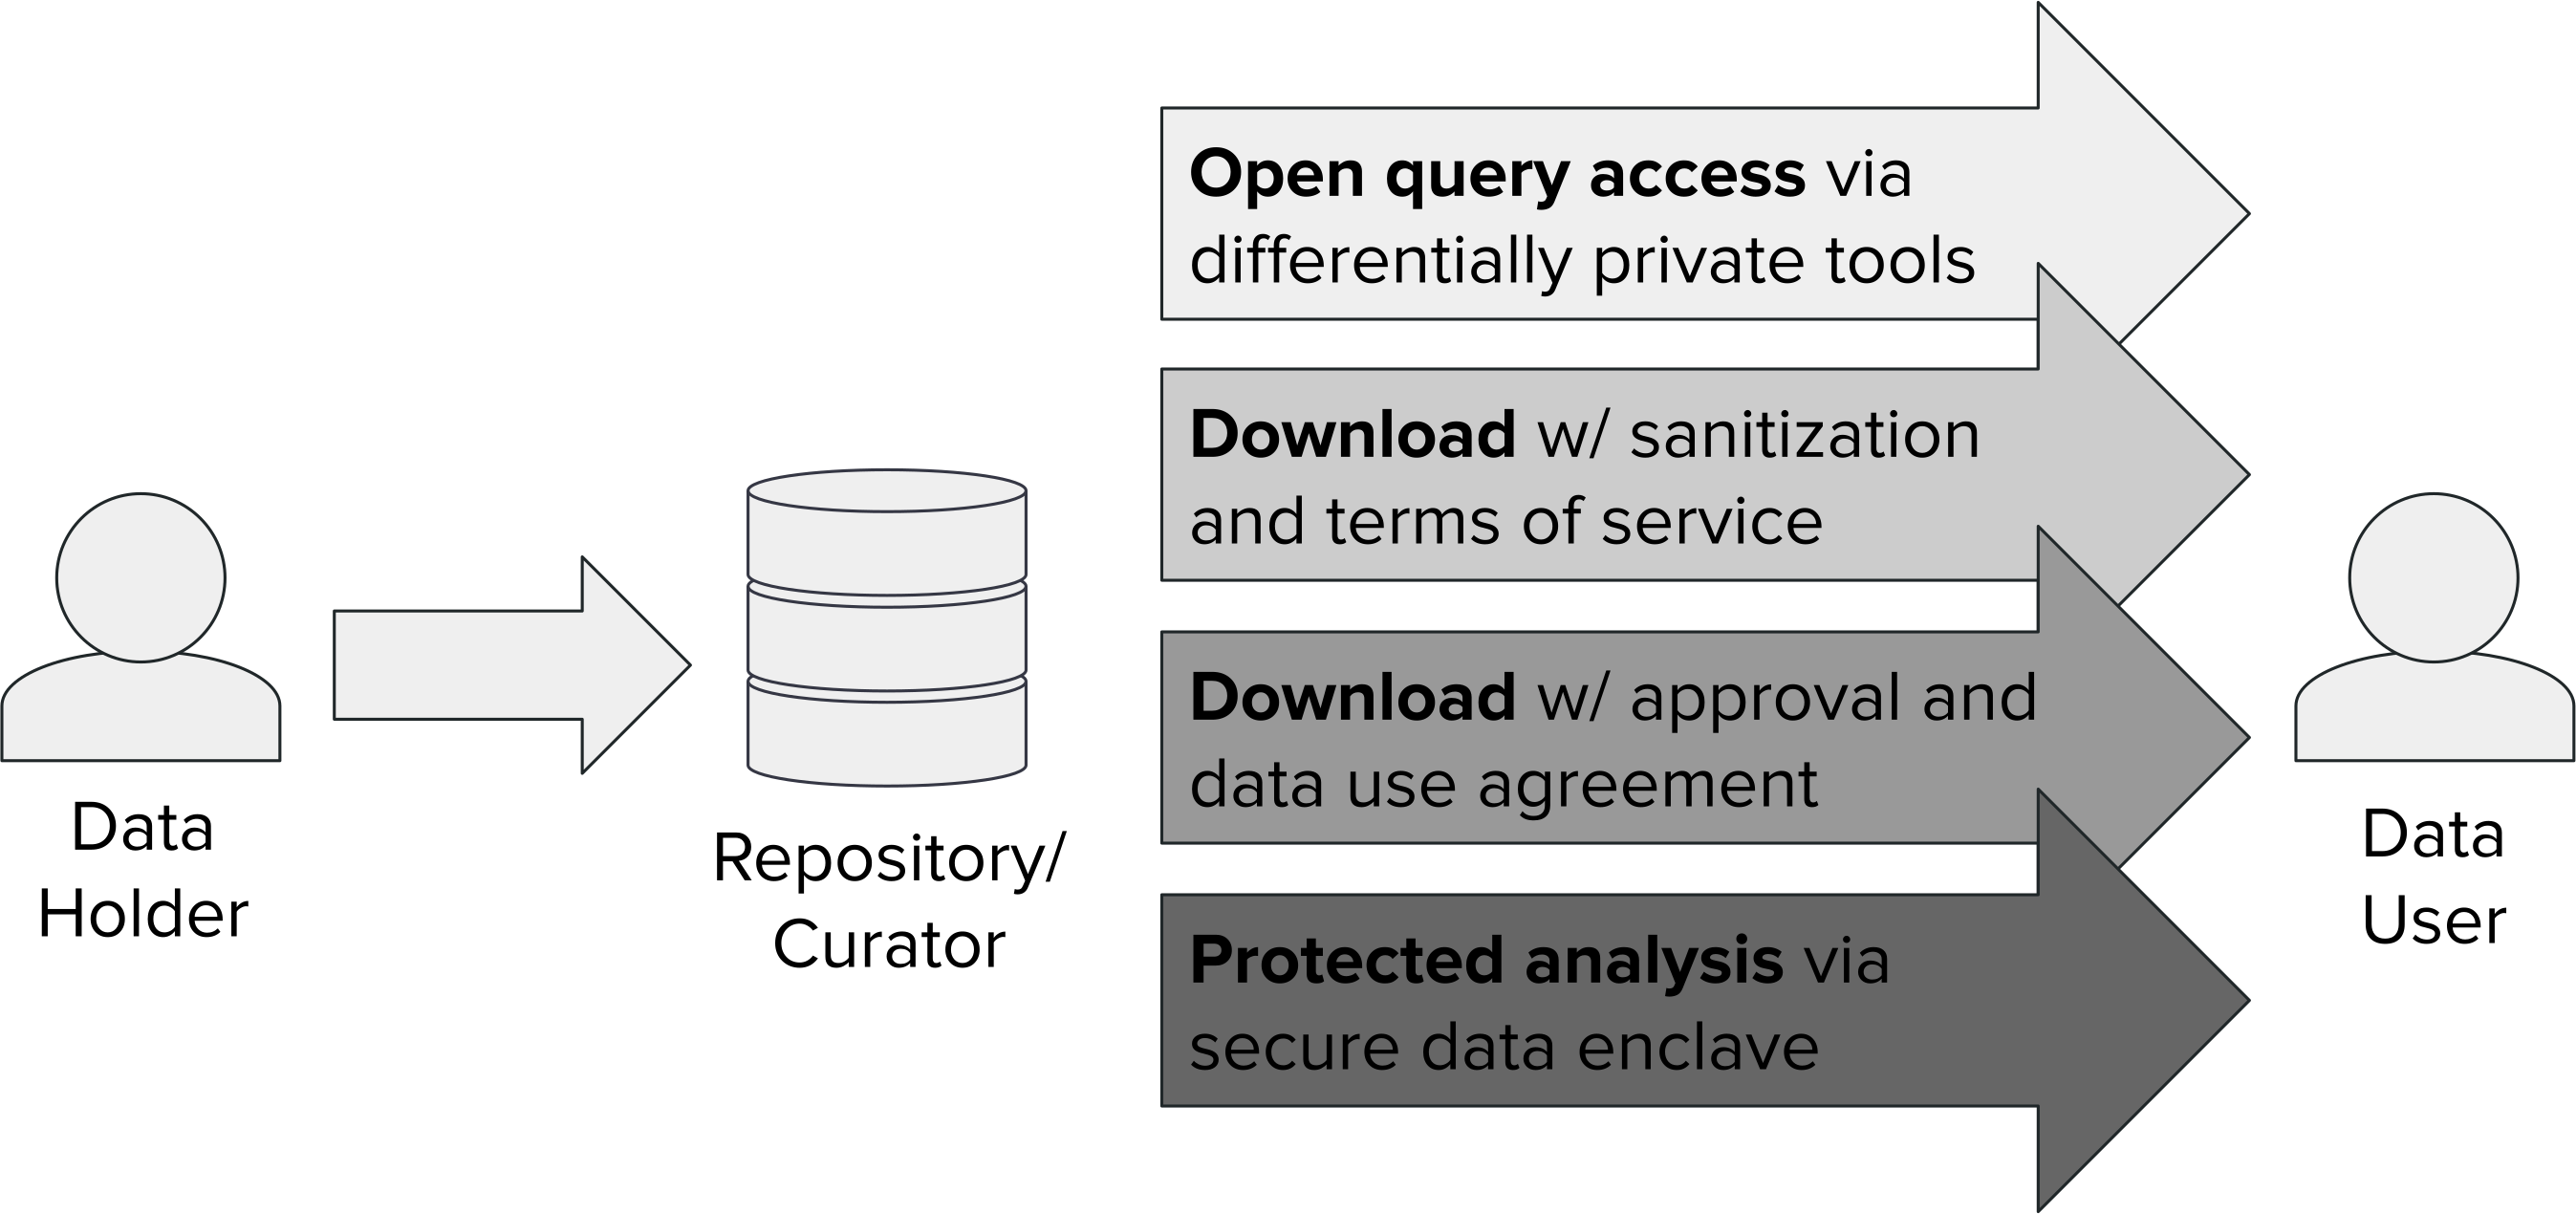 Data
Holder
Repository/
Curator
Open query access via
differentially private tools
Download w/ sanitization
and terms of service
Download w/ approval and
data use agreement
Protected analysis via
secure data enclave
Data
User